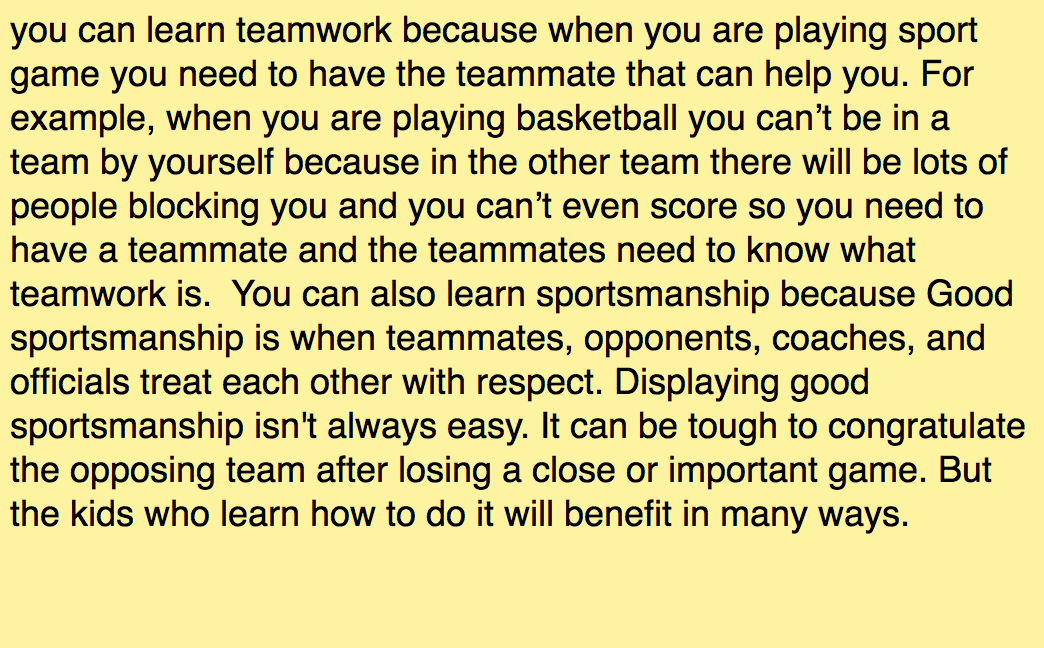 you can learn teamwork because when you are playing sport
game you need to have the teammate that can help you. For
example, when you are playing basketball you can’t be in a
team by yourself because in the other team there will be lots of
people blocking you and you can’t even score so you need to
have a teammate and the teammates need to know what
teamwork is.  You can also learn sportsmanship because Good
sportsmanship is when teammates, opponents, coaches, and
officials treat each other with respect. Displaying good
sportsmanship isn't always easy. It can be tough to congratulate
the opposing team after losing a close or important game. But
the kids who learn how to do it will benefit in many ways.